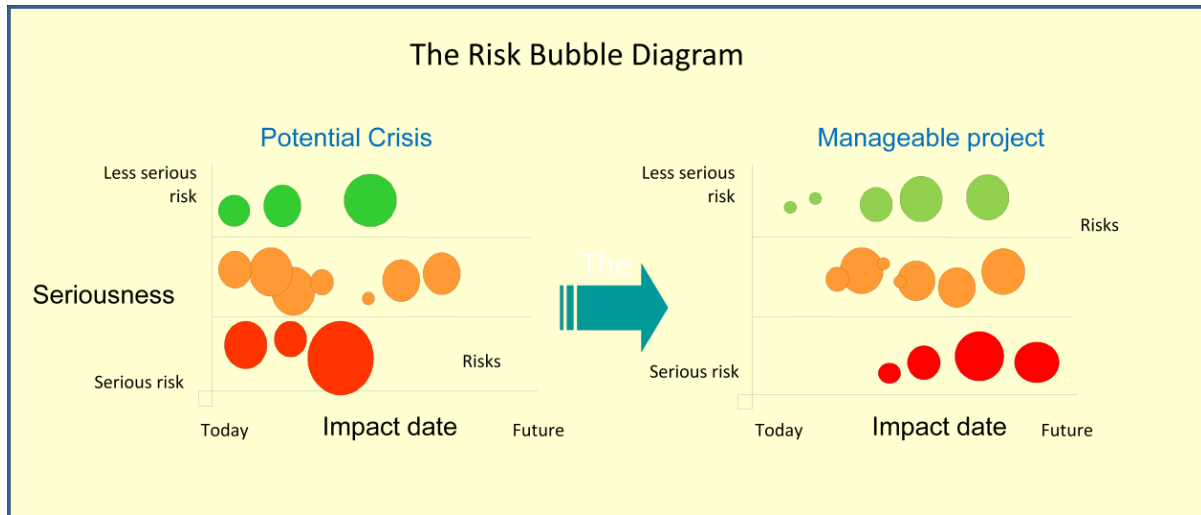 The Risk Bubble Diagram
Potential Crisis
Less serious
risk
Seriousness
Serious risk
Risks
Today
Impact date
Future
The
Manageable project
Less serious
risk
Risks
Serious risk
Today
Impact date
Future